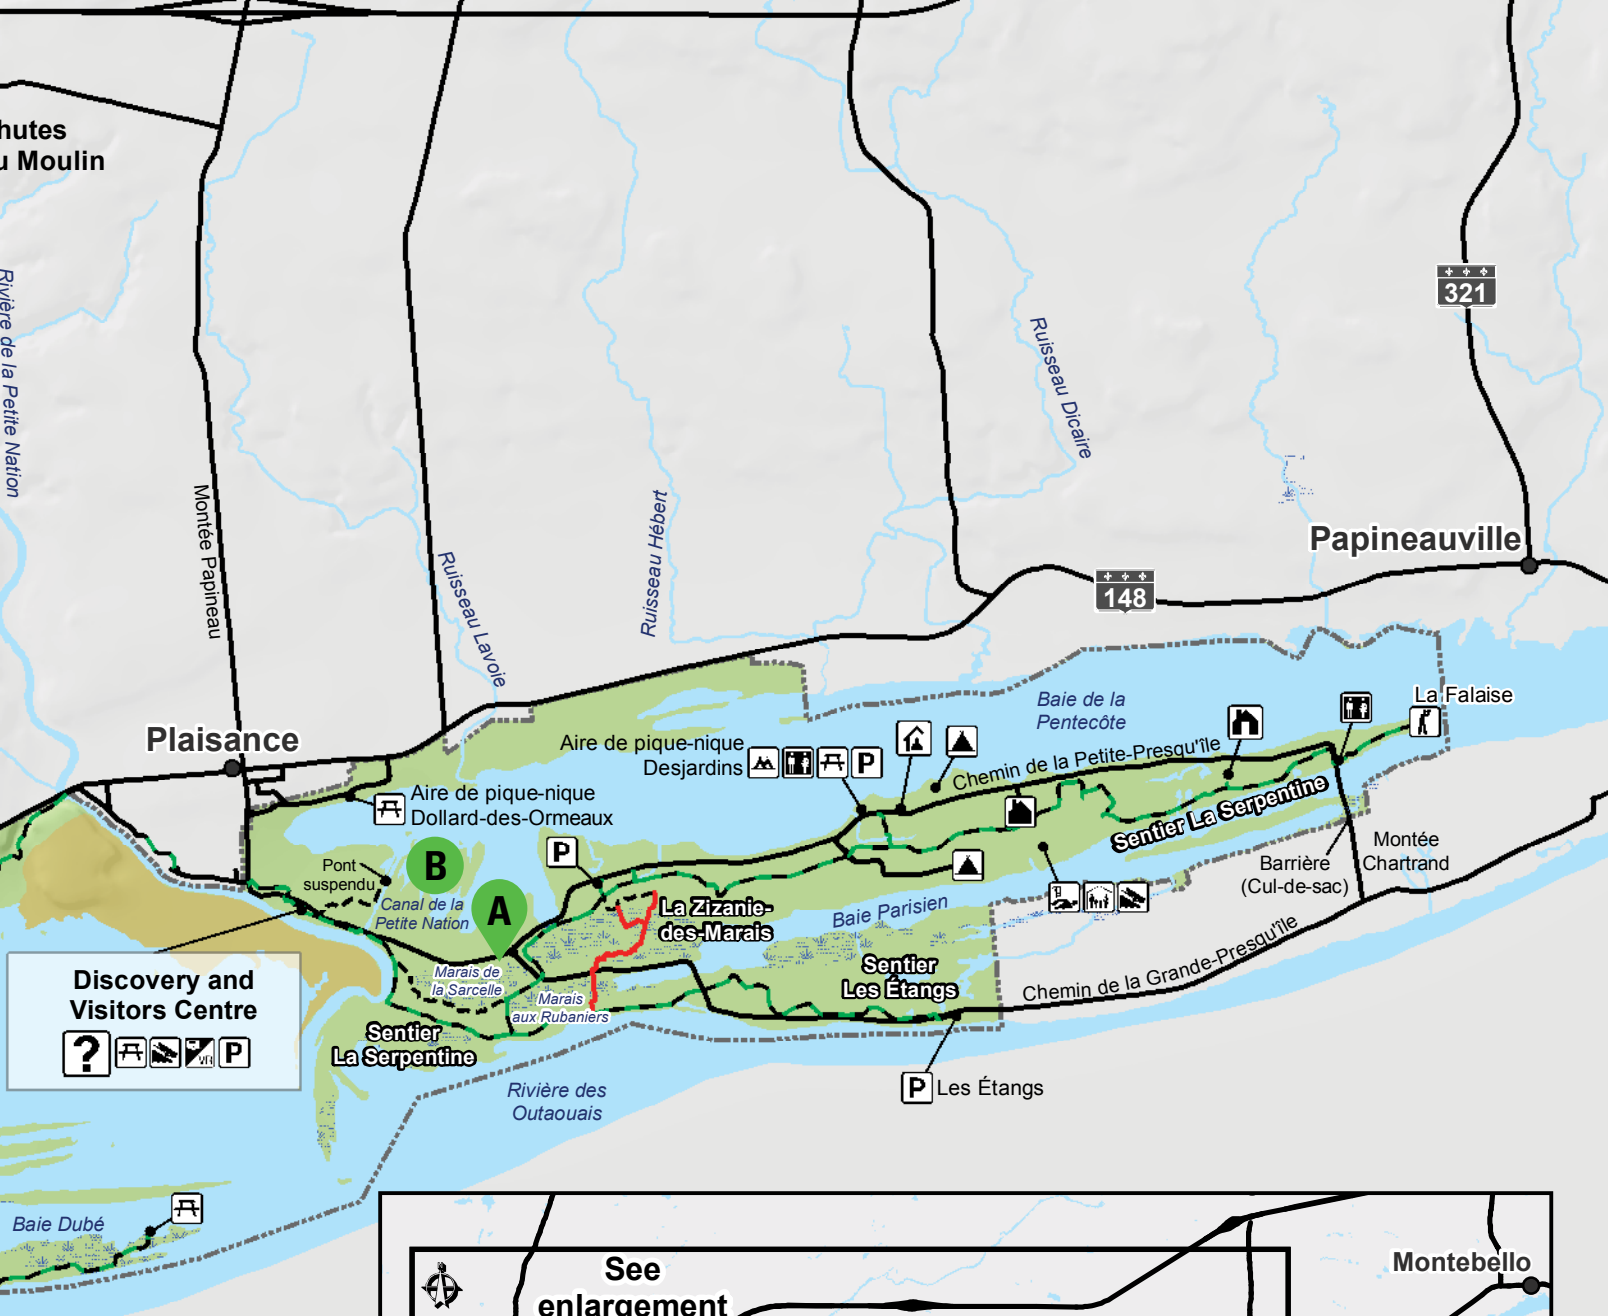 hutes
u Moulin
Rivière de la Petite Nation
Montée Papineau
Ruisseau Lavoie
Ruisseau Hébert
Ruisseau Dicaire
321
Papineauville
148
Plaisance
Baie de la
Pentecôte
La Falaise
Aire de pique-nique
Desjardins
P
Chemin de la Petite-Presqu'île
Aire de pique-nique
Dollard-des-Ormeaux
Sentier La Serpentine
Montée
Chartrand
Barrière
(Cul-de-sac)
P
Pont
suspendu
B
A
Canal de la
Petite Nation
La Zizanie-
des-Marais
Baie Parisien
Sentier
Les Étangs
Chemin de la Grande-Presqu'île
Marais de
la Sarcelle
Marais
aux Rubaniers
Discovery and
Visitors Centre
?
VR
P
Sentier
La Serpentine
Rivière des
Outaouais
P
Les Étangs
Baie Dubé
See
enlargement
Montebello